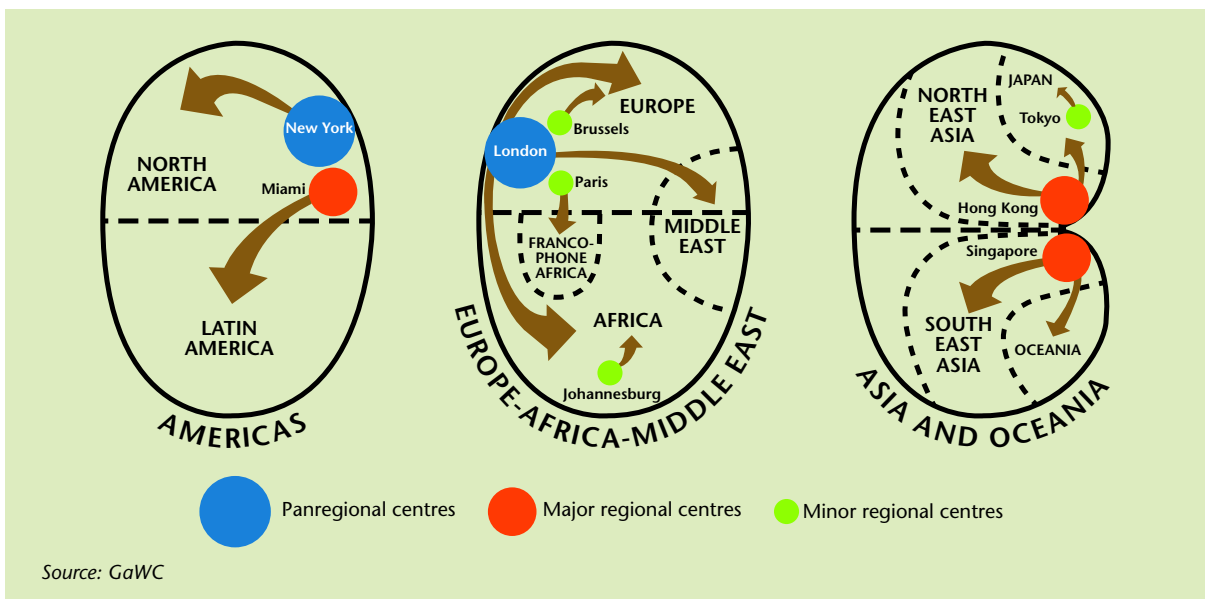 New York
NORTH
AMERICA
Miami
LATIN
AMERICA
AMERICAS
EUROPE
Brussels
London
Paris
MIDDLE
EAST
FRANCO-
PHONE
AFRICA
AFRICA
Johannesburg
EUROPE-AFRICA-MIDDLE EAST
JAPAN
NORTH
EAST
ASIA
Tokyo
Hong Kong
Singapore
SOUTH
EAST
ASIA
OCEANIA
ASIA AND OCEANIA
Panregional centres
Major regional centres
Minor regional centres
Source: GaWC